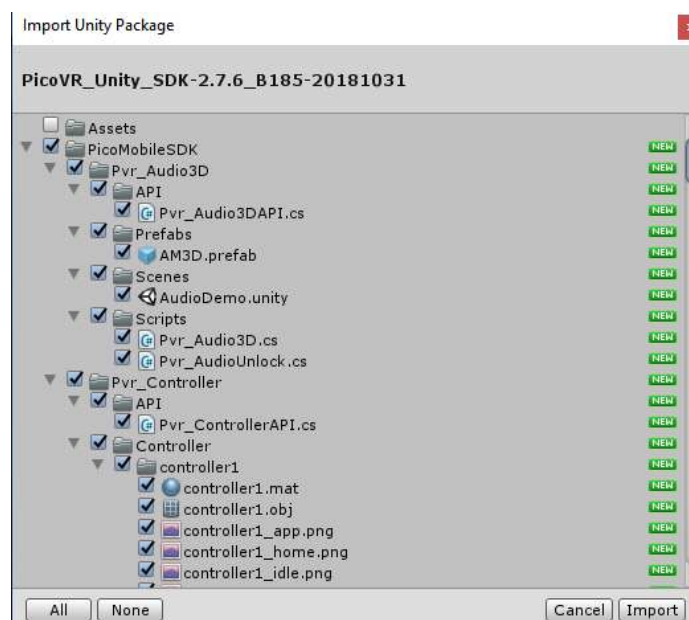 Import Unity Package
PicoVR_Unity_SDK-2.7.6_B185-20181031
Assets
PicoMobileSDK NEW
Pvr_Audio3D NEW
API NEW
Pvr_Audio3DAPI.cs NEW
Prefabs NEW
AM3D.prefab NEW
Scenes NEW
AudioDemo.unity NEW
Scripts NEW
Pvr_Audio3D.cs NEW
Pvr_AudioUnlock.cs NEW
Pvr_Controller NEW
API NEW
Pvr_ControllerAPI.cs NEW
Controller NEW
controller1 NEW
controller1.mat NEW
controller1.obj NEW
controller1_app.png NEW
controller1_home.png NEW
controller1_idle.png NEW
All None Cancel Import